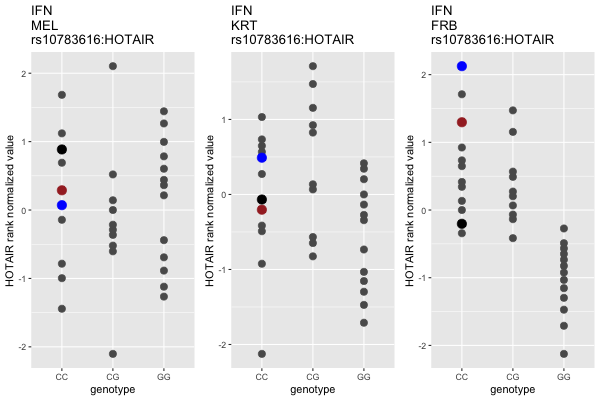 IFN
MEL
rs10783616:HOTAIR
HOTAIR rank normalized value
2
1
0
-1
-2
CC
CG
GG
genotype
IFN
KRT
rs10783616:HOTAIR
HOTAIR rank normalized value
1
0
-1
-2
CC
CG
GG
genotype
IFN
FRB
rs10783616:HOTAIR
HOTAIR rank normalized value
2
1
0
-1
-2
CC
CG
GG
genotype